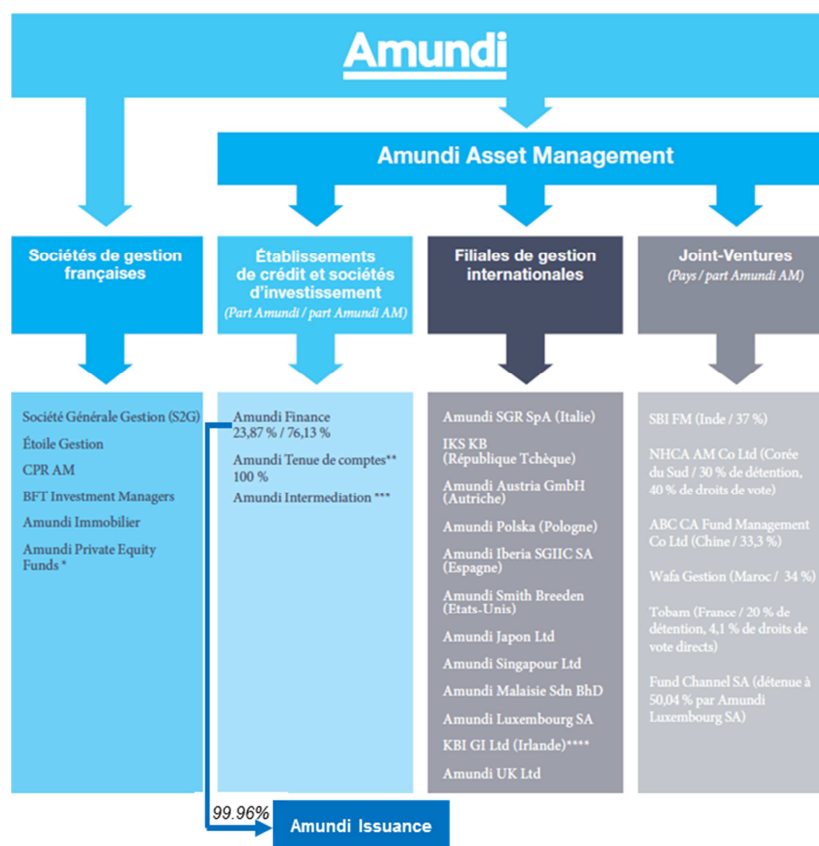 Amundi
Amundi Asset Management
Sociétés de gestion
françaises
Établissements
de crédit et sociétés
d'investissement
(Part Amundi / part Amundi AM)
Filiales de gestion
internationales
Joint-Ventures
(Pays / part Amundi AM)
Société Générale Gestion (S2G)
Étoile Gestion
CPR AM
BFT Investment Managers
Amundi Immobilier
Amundi Private Equity
Funds *
Amundi Finance
23,87 % / 76,13 %
Amundi Tenue de comptes**
100 %
Amundi Intermediation ***
Amundi SGR SpA (Italie)
IKS KB
(République Tchèque)
Amundi Austria GmbH
(Autriche)
Amundi Polska (Pologne)
Amundi Iberia SGIIC SA
(Espagne)
Amundi Smith Breeden
(Etats-Unis)
Amundi Japon Ltd
Amundi Singapour Ltd
Amundi Malaisie Sdn BhD
Amundi Luxembourg SA
KBI GI Ltd (Irlande)****
Amundi UK Ltd
SBI FM (Inde / 37 %)
NHCA AM Co Ltd (Corée
du Sud / 30 % de détention,
40 % de droits de vote)
ABC CA Fund Management
Co Ltd (Chine / 33,3 %)
Wafa Gestion (Maroc / 34 %)
Tobam (France / 20 % de
détention, 4,1 % de droits de
vote directs)
Fund Channel SA (détenue à
50,04 % par Amundi
Luxembourg SA)
99.96%
Amundi Issuance